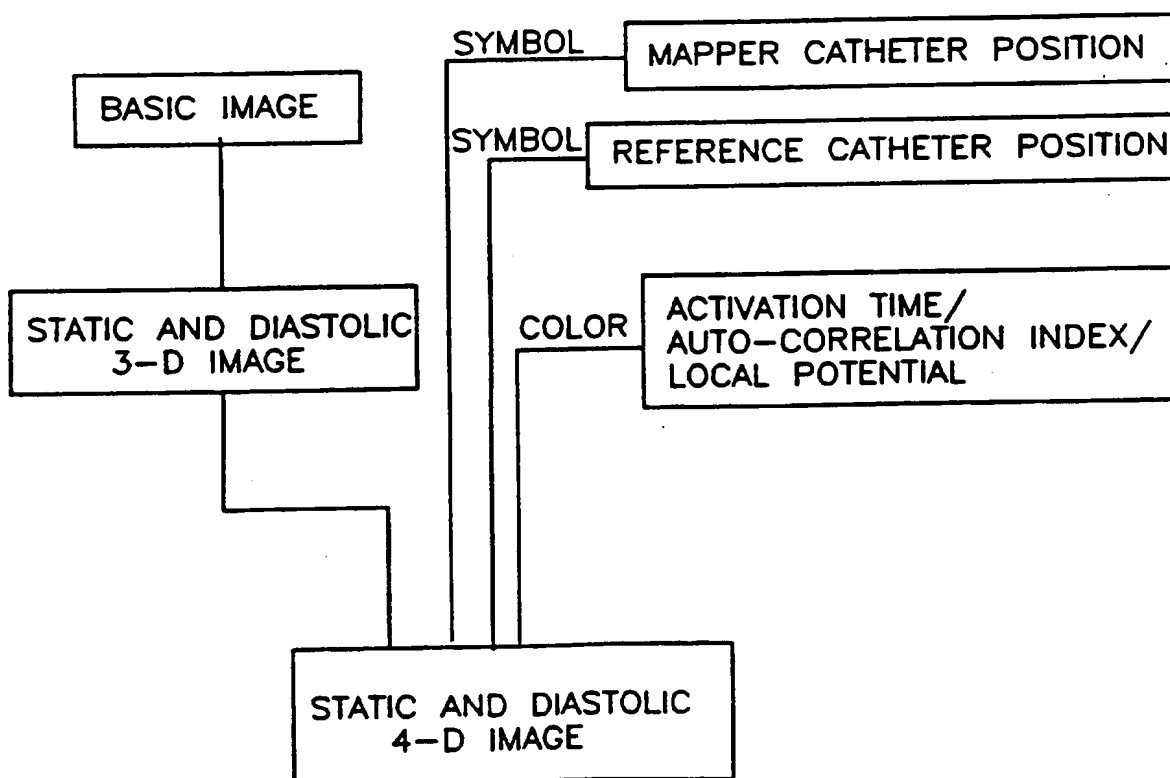 SYMBOL
MAPPER CATHETER POSITION
BASIC IMAGE
SYMBOL
REFERENCE CATHETER POSITION
STATIC AND DIASTOLIC
3-D IMAGE
COLOR
ACTIVATION TIME/
AUTO-CORRELATION INDEX/
LOCAL POTENTIAL
STATIC AND DIASTOLIC
4-D IMAGE